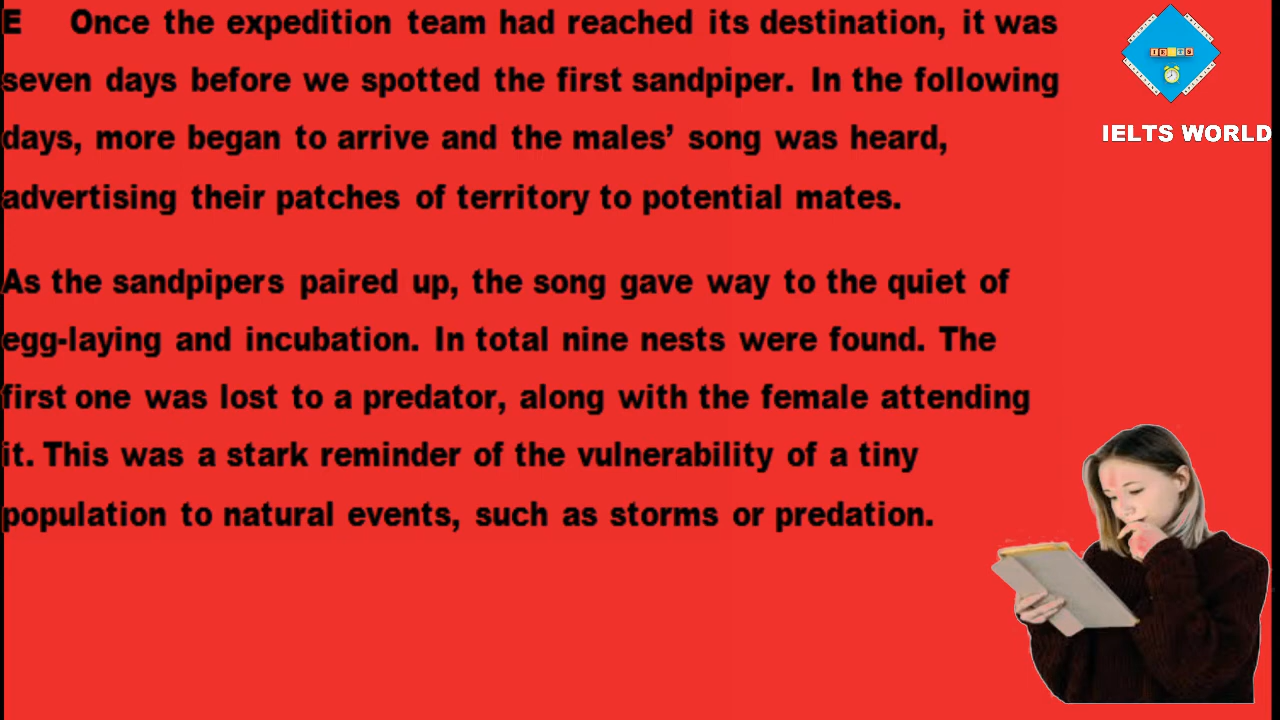 E Once the expedition team had reached its destination, it was
seven days before we spotted the first sandpiper. In the following
days, more began to arrive and the males’ song was heard,
advertising their patches of territory to potential mates.
As the sandpipers paired up, the song gave way to the quiet of
egg-laying and incubation. In total nine nests were found. The
first one was lost to a predator, along with the female attending
it. This was a stark reminder of the vulnerability of a tiny
population to natural events, such as storms or predation.
IELTS
IELTS WORLD